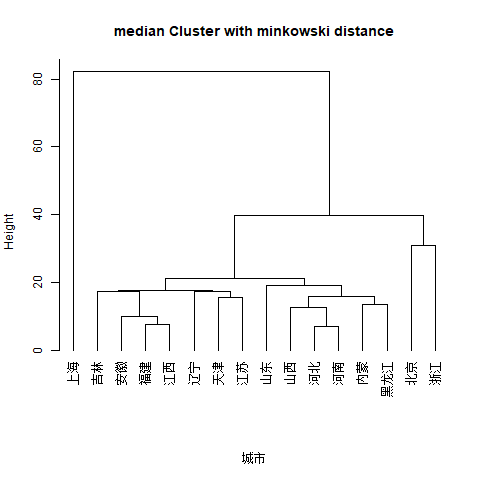 median Cluster with minkowski distance
Height
80
60
40
20
0
上海
吉林
安徽
福建
江西
辽宁
天津
江苏
山东
山西
河北
河南
内蒙
黑龙江
北京
浙江
城市